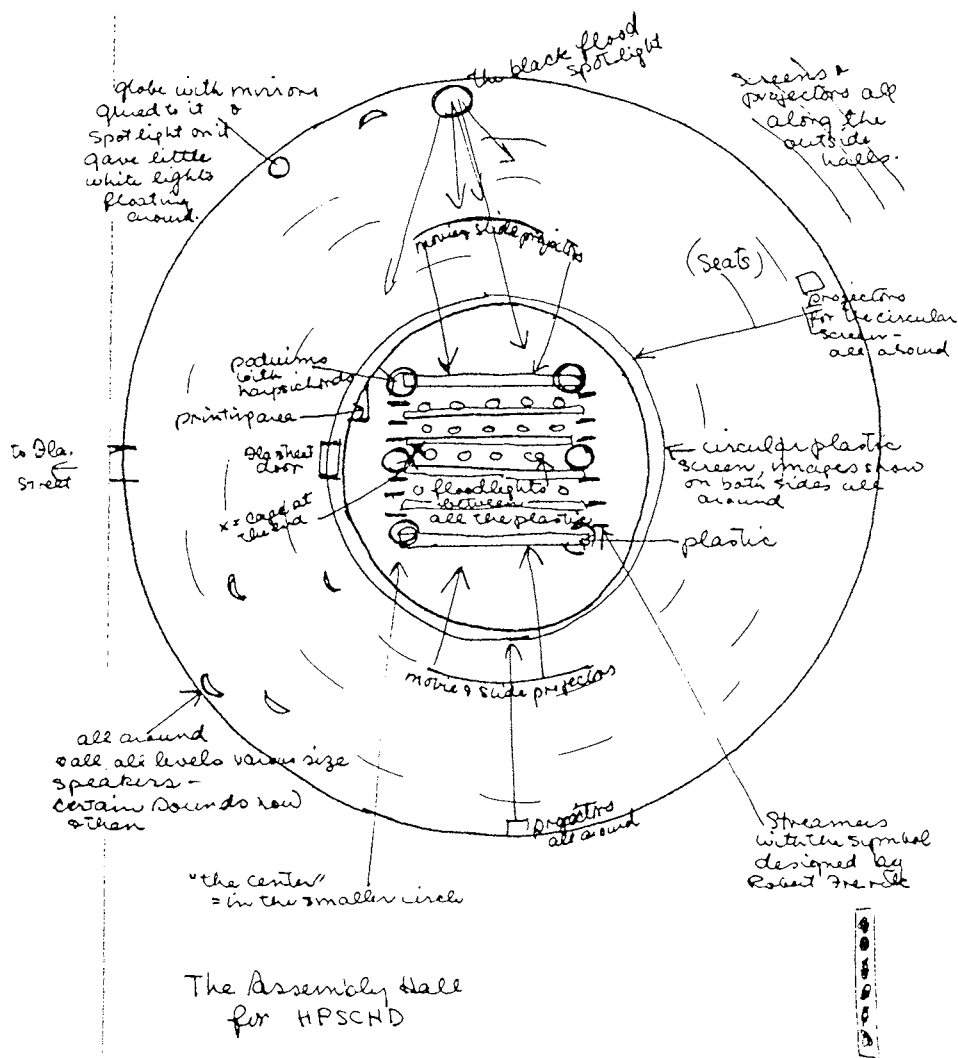 The black flood
spotlight
globe with mirrors
glued to it &
spotlight on it
gave little
white lights
floating
around.
screens &
projectors all
along the
outside
halls.
movie & slide projectors
(Seats)
projectors
for the circular
screen -
all around
podiums
with
harpsichords
printing area
to Fla.
Street
Fla street
door
circular plastic
screen, images show
on both sides all
around
x = cage at
the end
floodlights
between
all the plastic
plastic
movie & slide projectors
all around
& all
levels various size
speakers -
certain sounds now
& then
projectors
all around
Streamers
with the symbol
designed by
Robert
"the center"
= in the smaller circle
The Assembly Hall
for HPSCHD